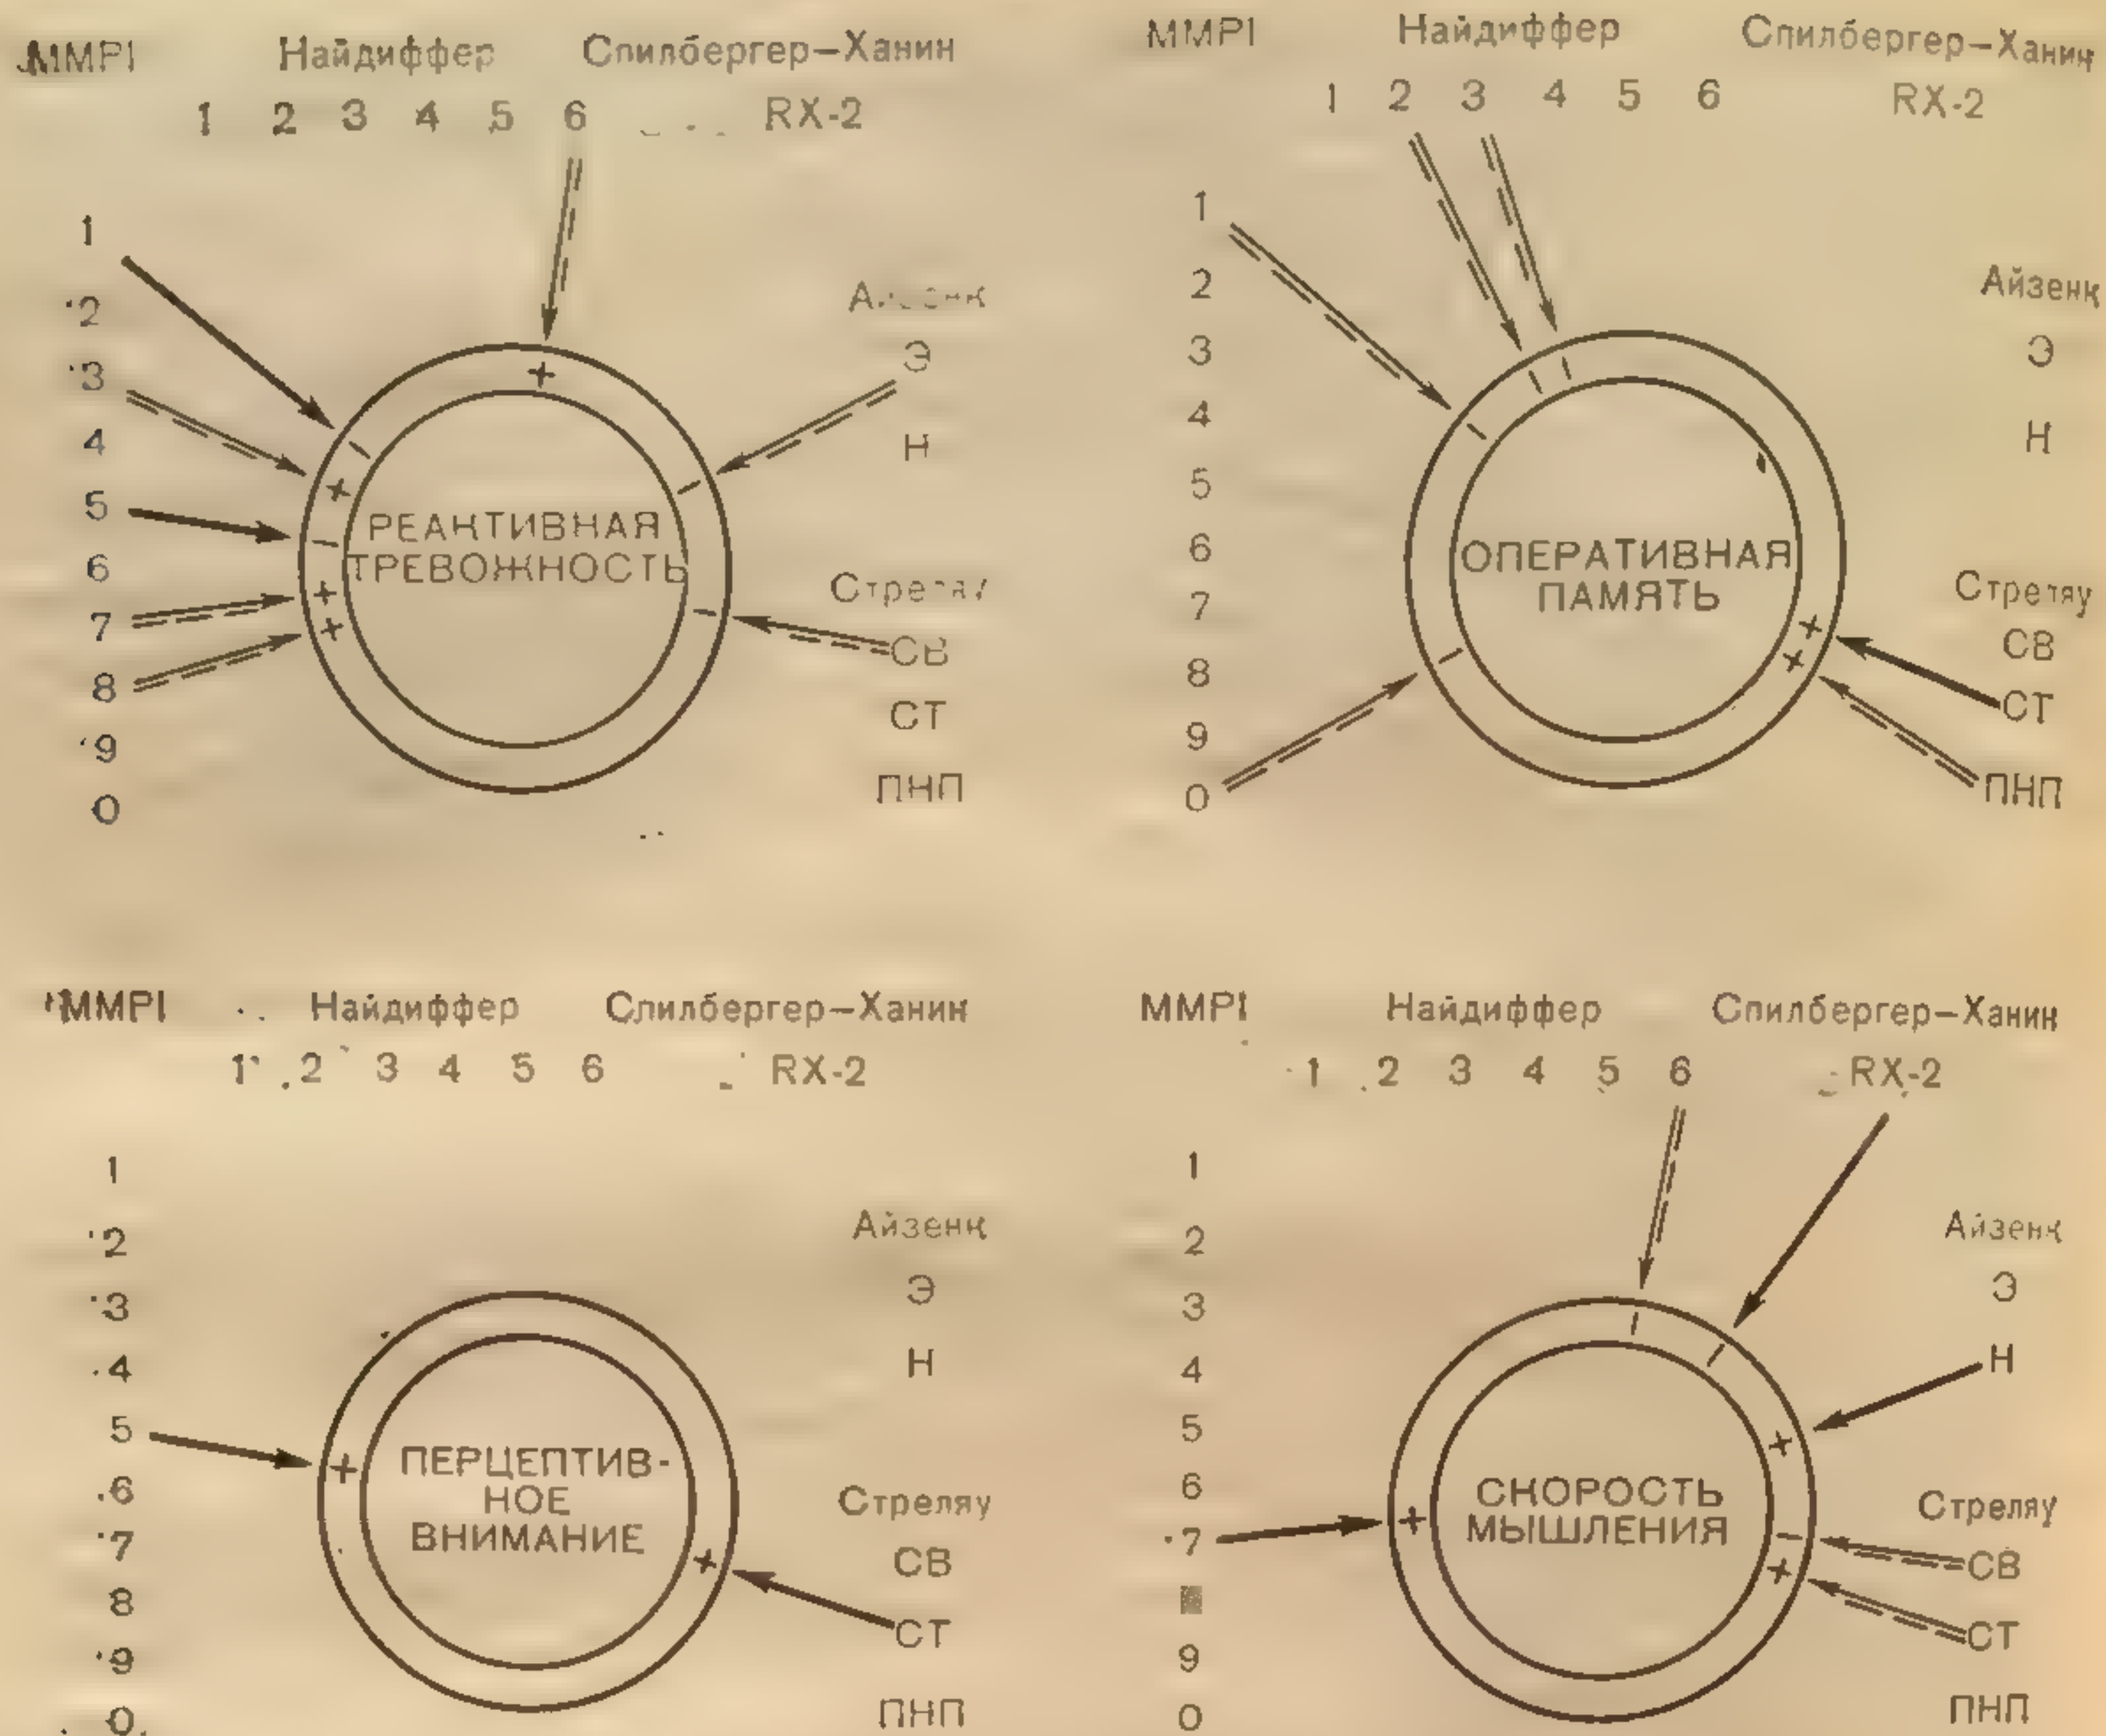 MMPI Найдиффер Спилбергер–Ханин
1 2 3 4 5 6 RX-2
1
2
3
4
5
6
7
8
9
0
Э
Н
СВ
СТ
ПНП
+
–
+
–
+
+
–
–
РЕАКТИВНАЯ
ТРЕВОЖНОСТЬ
MMPI Найдиффер Спилбергер–Ханин
1 2 3 4 5 6 RX-2
1
2
3
4
5
6
7
8
9
0
Айзенк
Э
Н
СВ
СТ
ПНП
–
–
–
–
+
+
ОПЕРАТИВНАЯ
ПАМЯТЬ
MMPI Найдиффер Спилбергер–Ханин
1 2 3 4 5 6 RX-2
1
2
3
4
5
6
7
8
9
0
Айзенк
Э
Н
Стреляу
СВ
СТ
ПНП
+
+
ПЕРЦЕПТИВ-
НОЕ
ВНИМАНИЕ
MMPI Найдиффер Спилбергер–Ханин
1 2 3 4 5 6 RX-2
1
2
3
4
5
6
7
9
0
Айзенк
Э
Н
Стреляу
СВ
СТ
ПНП
–
–
+
+
–
+
СКОРОСТЬ
МЫШЛЕНИЯ